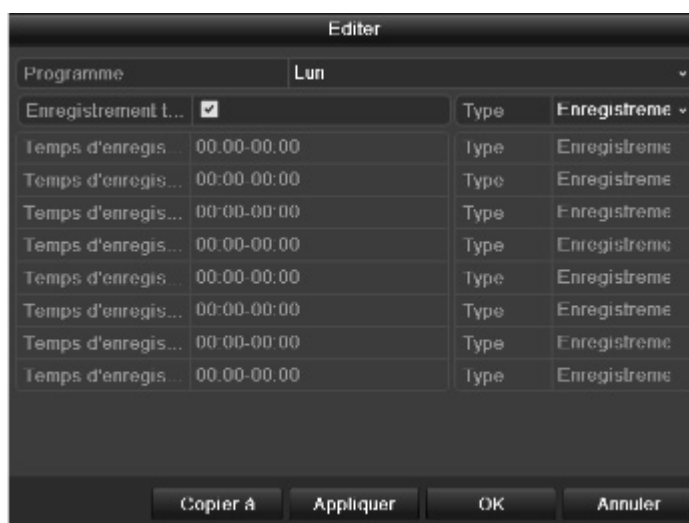 Editer
Programme Lun
Enregistrement t... Type Enregistreme
Temps d'enregis... 00:00-00:00 Type Enregistreme
Temps d'enregis... 00:00-00:00 Type Enregistreme
Temps d'enregis... 00:00-00:00 Type Enregistreme
Temps d'enregis... 00:00-00:00 Type Enregistreme
Temps d'enregis... 00:00-00:00 Type Enregistreme
Temps d'enregis... 00:00-00:00 Type Enregistreme
Temps d'enregis... 00:00-00:00 Type Enregistreme
Temps d'enregis... 00:00-00:00 Type Enregistreme
Copier à Appliquer OK Annuler